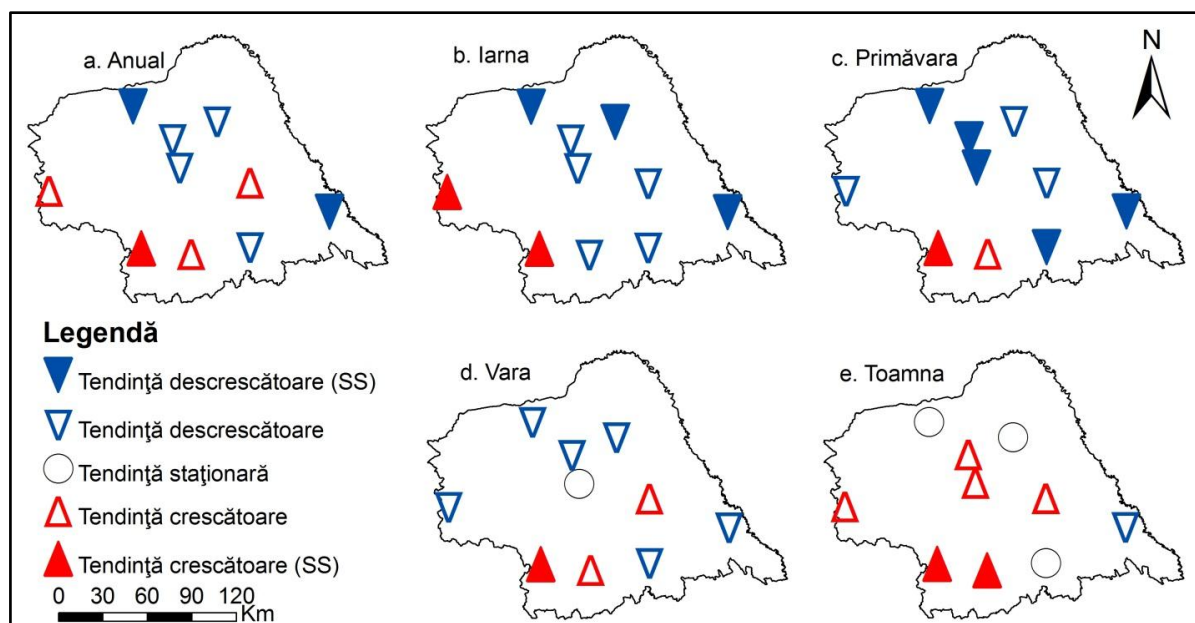 a. Anual
b. Iarna
c. Primăvara
N
Legendă
Tendinţă descrescătoare (SS)
Tendinţă descrescătoare
Tendinţă staţionară
Tendinţă crescătoare
Tendinţă crescătoare (SS)
0 30 60 90 120
Km
d. Vara
e. Toamna